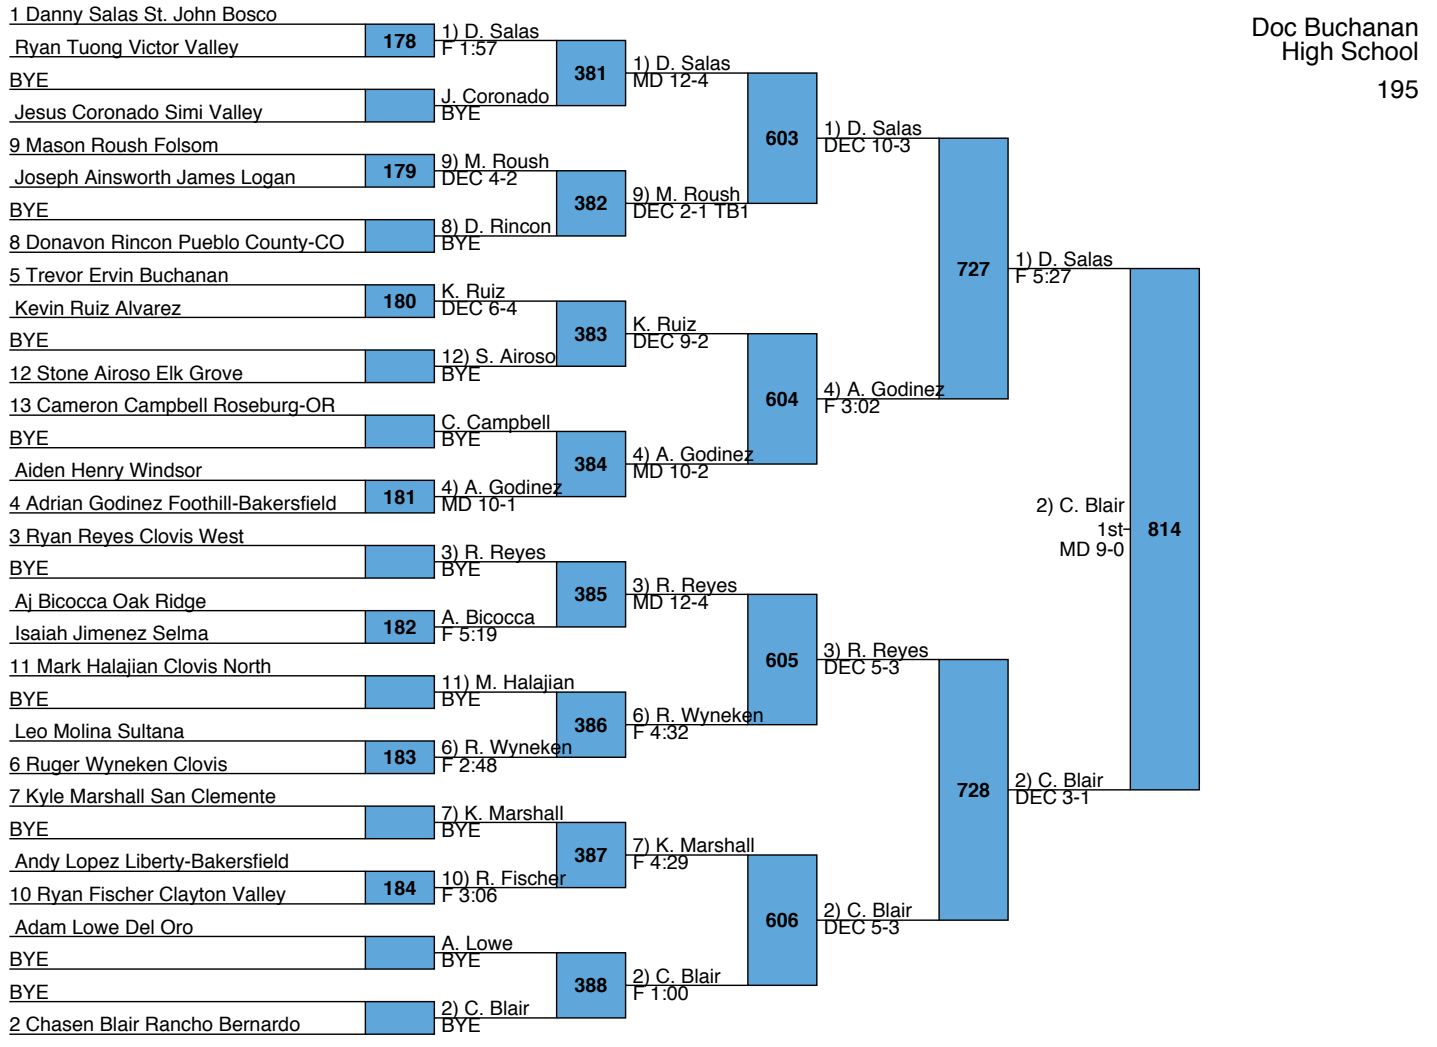 Doc Buchanan
High School
195
1 Danny Salas St. John Bosco
Ryan Tuong Victor Valley
BYE
Jesus Coronado Simi Valley
9 Mason Roush Folsom
Joseph Ainsworth James Logan
BYE
8 Donavon Rincon Pueblo County-CO
5 Trevor Ervin Buchanan
Kevin Ruiz Alvarez
BYE
12 Stone Airoso Elk Grove
13 Cameron Campbell Roseburg-OR
BYE
Aiden Henry Windsor
4 Adrian Godinez Foothill-Bakersfield
3 Ryan Reyes Clovis West
BYE
Aj Bicocca Oak Ridge
Isaiah Jimenez Selma
11 Mark Halajian Clovis North
BYE
Leo Molina Sultana
6 Ruger Wyneken Clovis
7 Kyle Marshall San Clemente
BYE
Andy Lopez Liberty-Bakersfield
10 Ryan Fischer Clayton Valley
Adam Lowe Del Oro
BYE
BYE
2 Chasen Blair Rancho Bernardo
178
179
180
181
182
183
184
1) D. Salas
F 1:57
J. Coronado
BYE
9) M. Roush
DEC 4-2
8) D. Rincon
BYE
K. Ruiz
DEC 6-4
12) S. Airoso
BYE
C. Campbell
BYE
4) A. Godinez
MD 10-1
3) R. Reyes
BYE
A. Bicocca
F 5:19
11) M. Halajian
BYE
6) R. Wyneken
F 2:48
7) K. Marshall
BYE
10) R. Fischer
F 3:06
A. Lowe
BYE
2) C. Blair
BYE
381
382
383
384
385
386
387
388
1) D. Salas
MD 12-4
9) M. Roush
DEC 2-1 TB1
K. Ruiz
DEC 9-2
4) A. Godinez
MD 10-2
3) R. Reyes
MD 12-4
6) R. Wyneken
F 4:32
7) K. Marshall
F 4:29
2) C. Blair
F 1:00
603
604
605
606
1) D. Salas
DEC 10-3
4) A. Godinez
F 3:02
3) R. Reyes
DEC 5-3
2) C. Blair
DEC 5-3
727
728
1) D. Salas
F 5:27
2) C. Blair
DEC 3-1
814
2) C. Blair
1st
MD 9-0